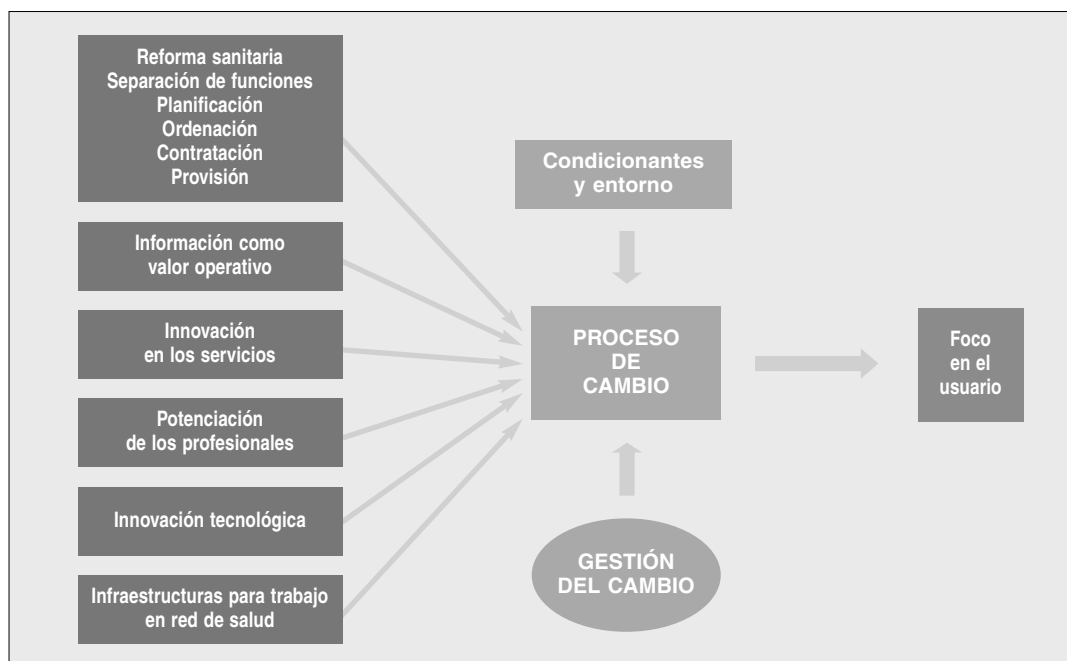 Reforma sanitaria
Separación de funciones
Planificación
Ordenación
Contratación
Provisión
Información como
valor operativo
Innovación
en los servicios
Potenciación
de los profesionales
Innovación tecnológica
Infraestructuras para trabajo
en red de salud
Condicionantes
y entorno
PROCESO
DE
CAMBIO
GESTIÓN
DEL CAMBIO
Foco
en el
usuario